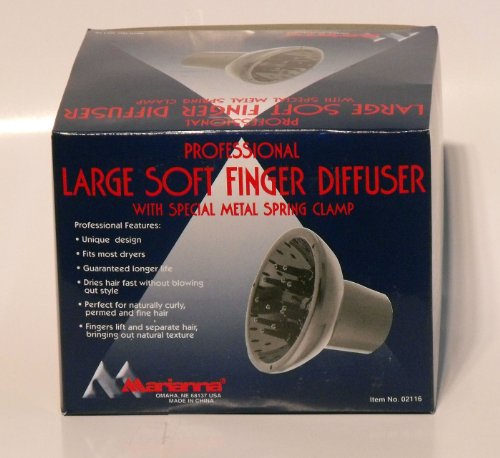 LARGE SOFT FINGER DIFFUSER
WITH SPECIAL METAL SPRING CLAMP
PROFESSIONAL
Marianna
PROFESSIONAL
LARGE SOFT FINGER DIFFUSER
WITH SPECIAL METAL SPRING CLAMP
Professional Features:
• Unique design
• Fits most dryers
• Guaranteed longer life
• Dries hair fast without blowing
out style
• Perfect for naturally curly,
permed and fine hair
• Fingers lift and separate hair,
bringing out natural texture
Marianna®
OMAHA, NE 68137 USA
MADE IN CHINA
Item No. 02116